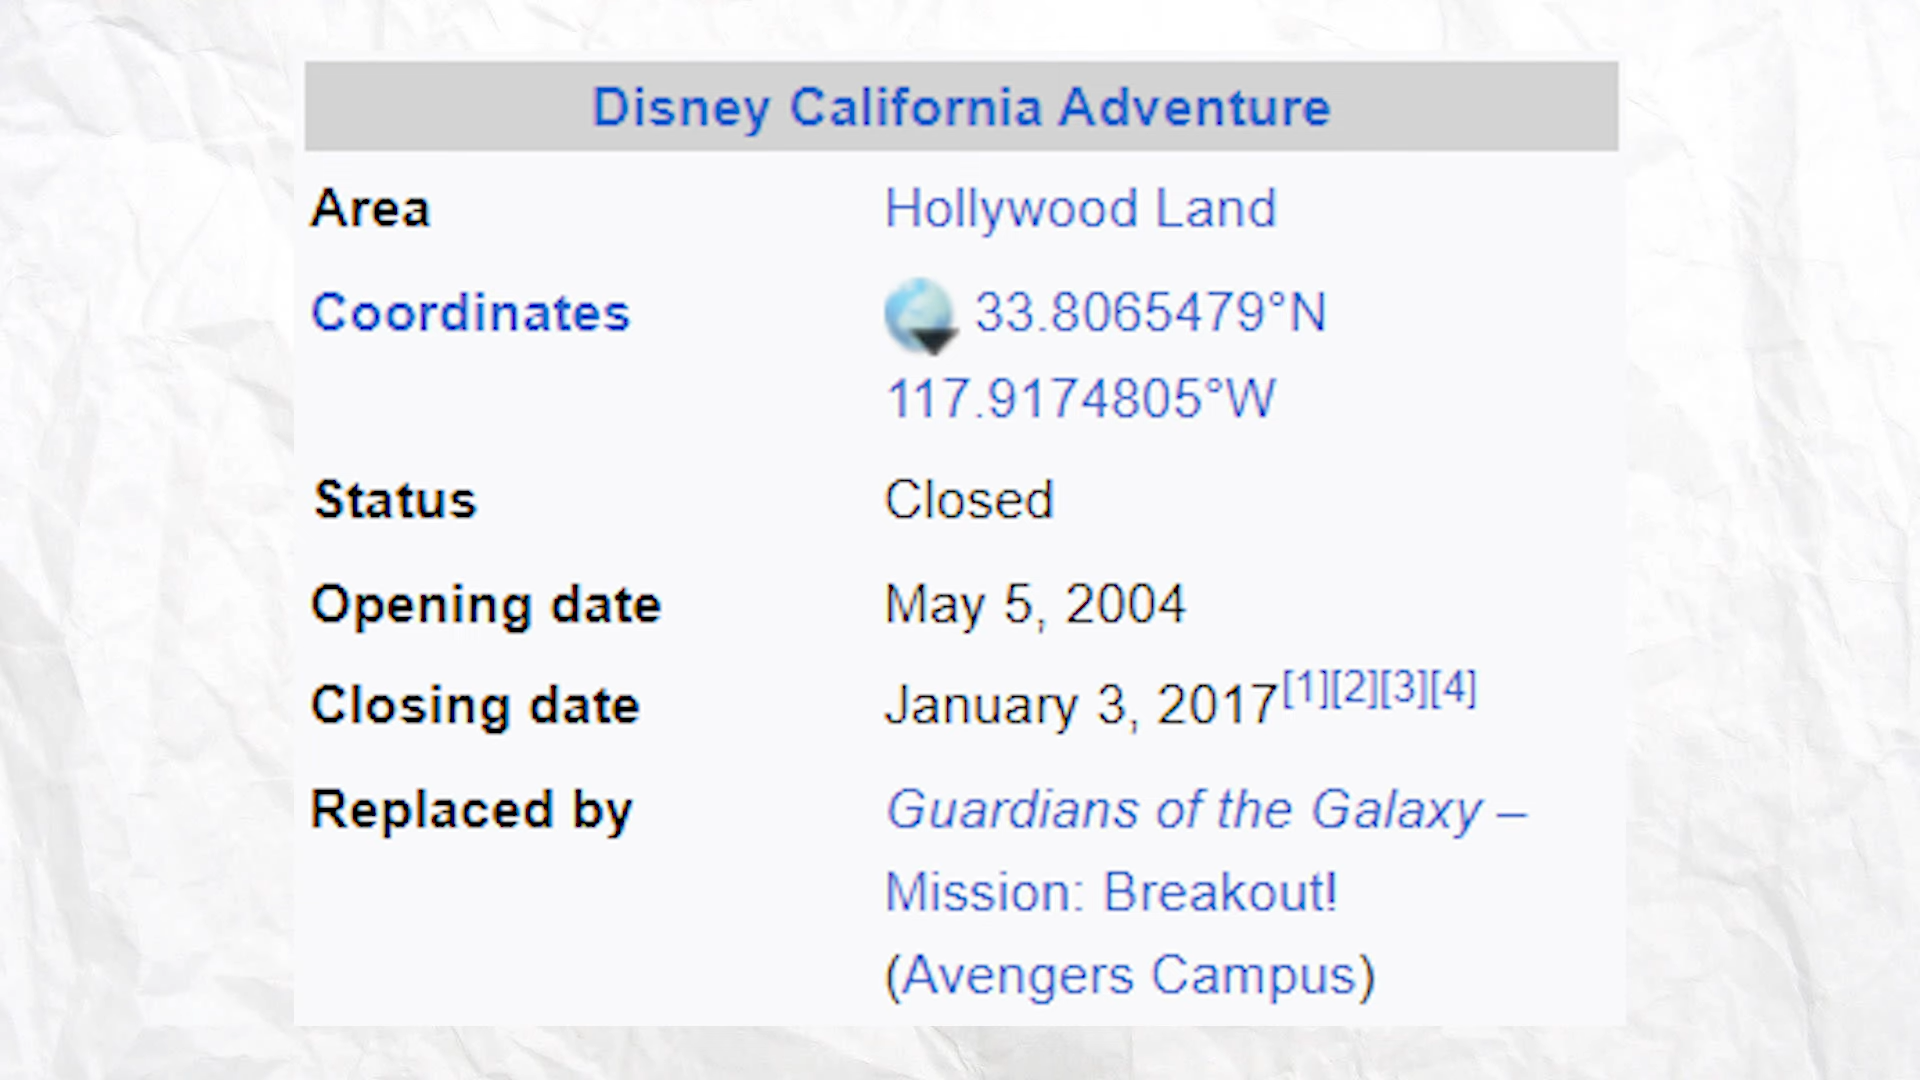 Disney California Adventure
Area Hollywood Land
Coordinates 33.8065479°N
117.9174805°W
Status Closed
Opening date May 5, 2004
Closing date January 3, 2017[1][2][3][4]
Replaced by Guardians of the Galaxy –
Mission: Breakout!
(Avengers Campus)